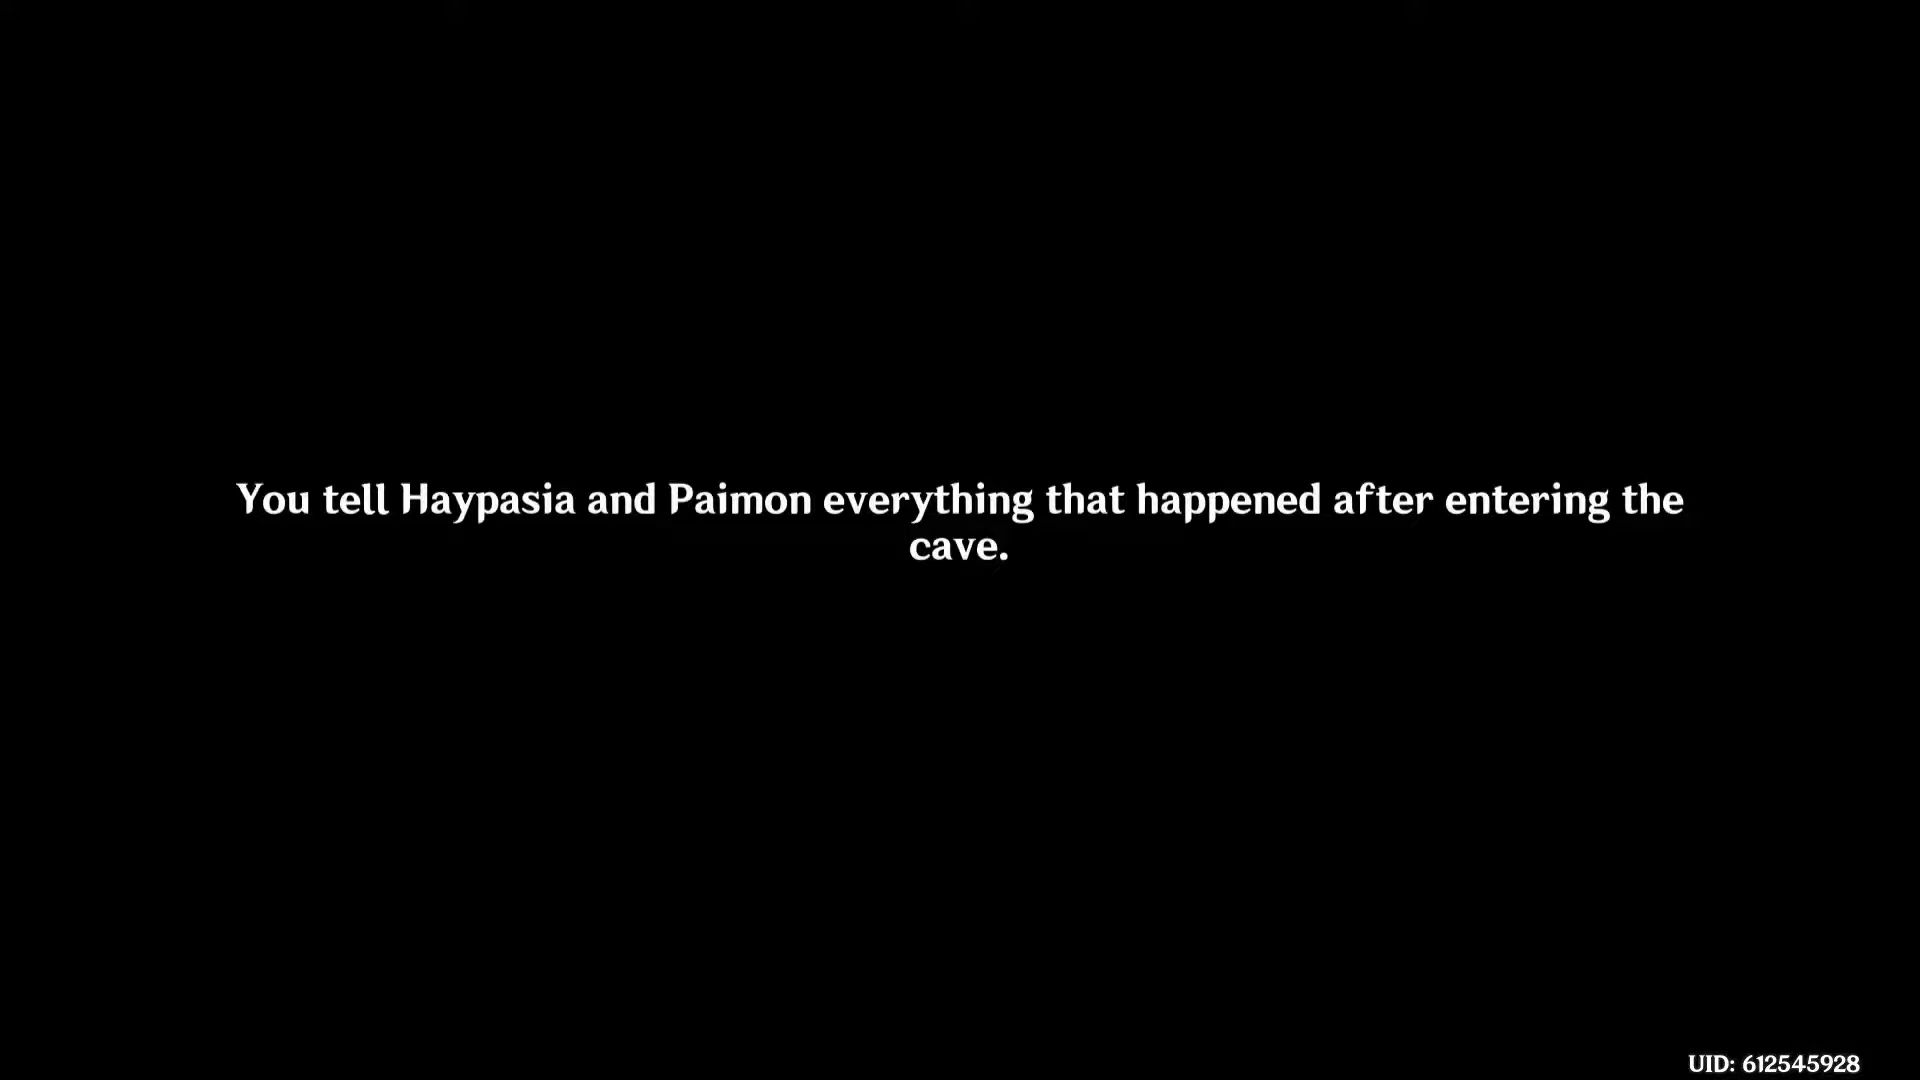 You tell Haypasia and Paimon everything that happened after entering the
cave.
UID: 612545928